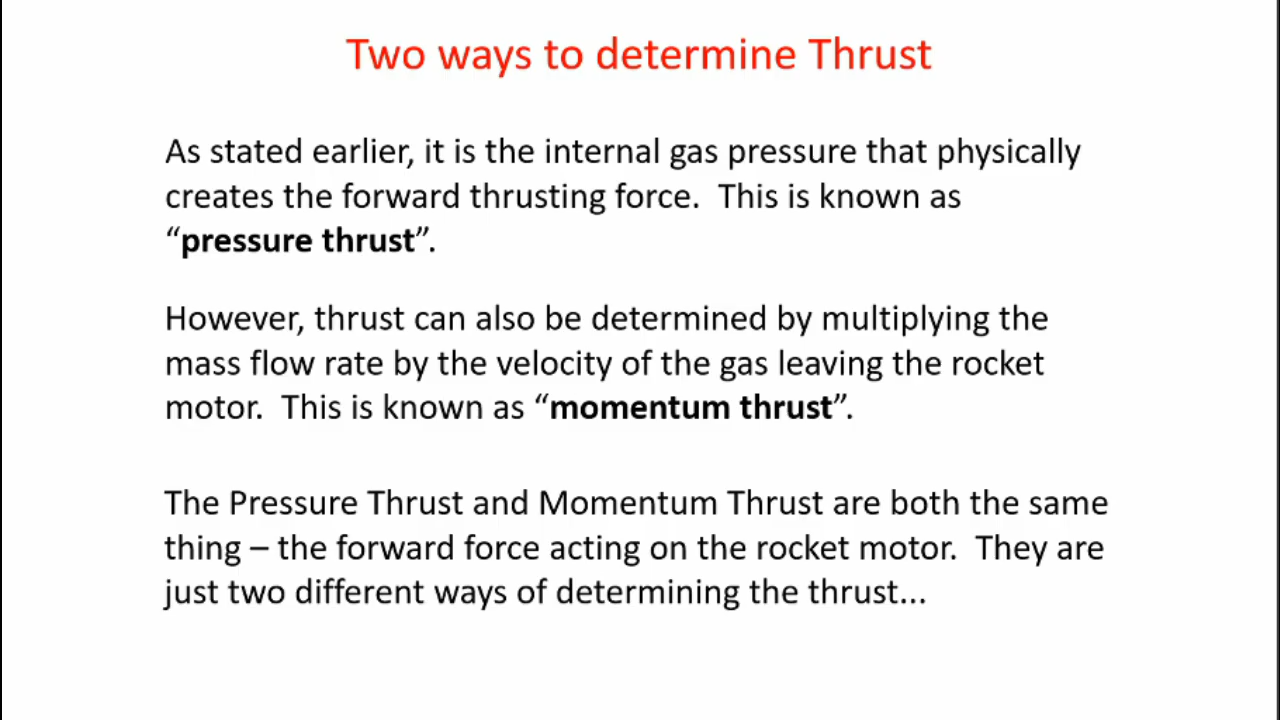 Two ways to determine Thrust
As stated earlier, it is the internal gas pressure that physically
creates the forward thrusting force.  This is known as
“pressure thrust”.
However, thrust can also be determined by multiplying the
mass flow rate by the velocity of the gas leaving the rocket
motor.  This is known as “momentum thrust”.
The Pressure Thrust and Momentum Thrust are both the same
thing – the forward force acting on the rocket motor.  They are
just two different ways of determining the thrust...